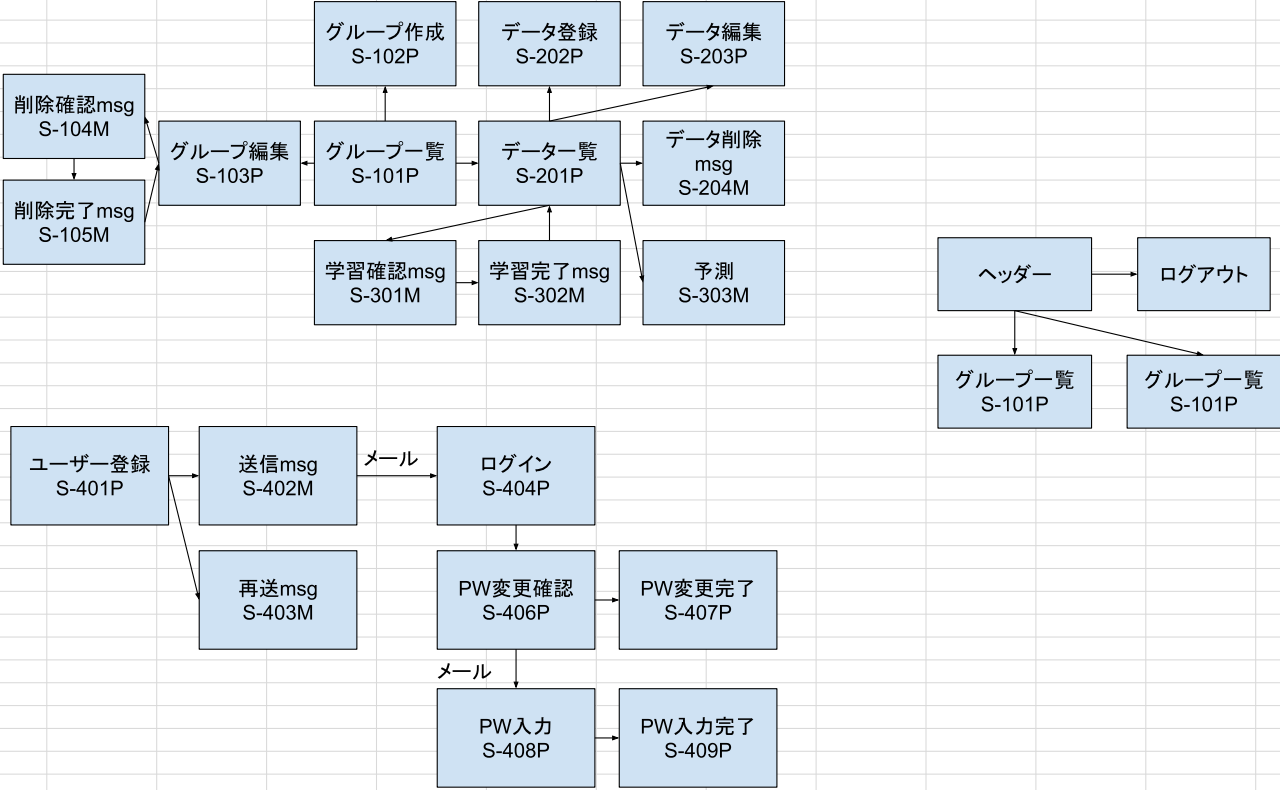 グループ作成
S-102P
データ登録
S-202P
データ編集
S-203P
削除確認msg
S-104M
グループ編集
S-103P
グループ一覧
S-101P
データ一覧
S-201P
データ削除
msg
S-204M
削除完了msg
S-105M
学習確認msg
S-301M
学習完了msg
S-302M
予測
S-303M
ヘッダー
ログアウト
グループ一覧
S-101P
グループ一覧
S-101P
ユーザー登録
S-401P
送信msg
S-402M
メール
ログイン
S-404P
再送msg
S-403M
PW変更確認
S-406P
PW変更完了
S-407P
メール
PW入力
S-408P
PW入力完了
S-409P